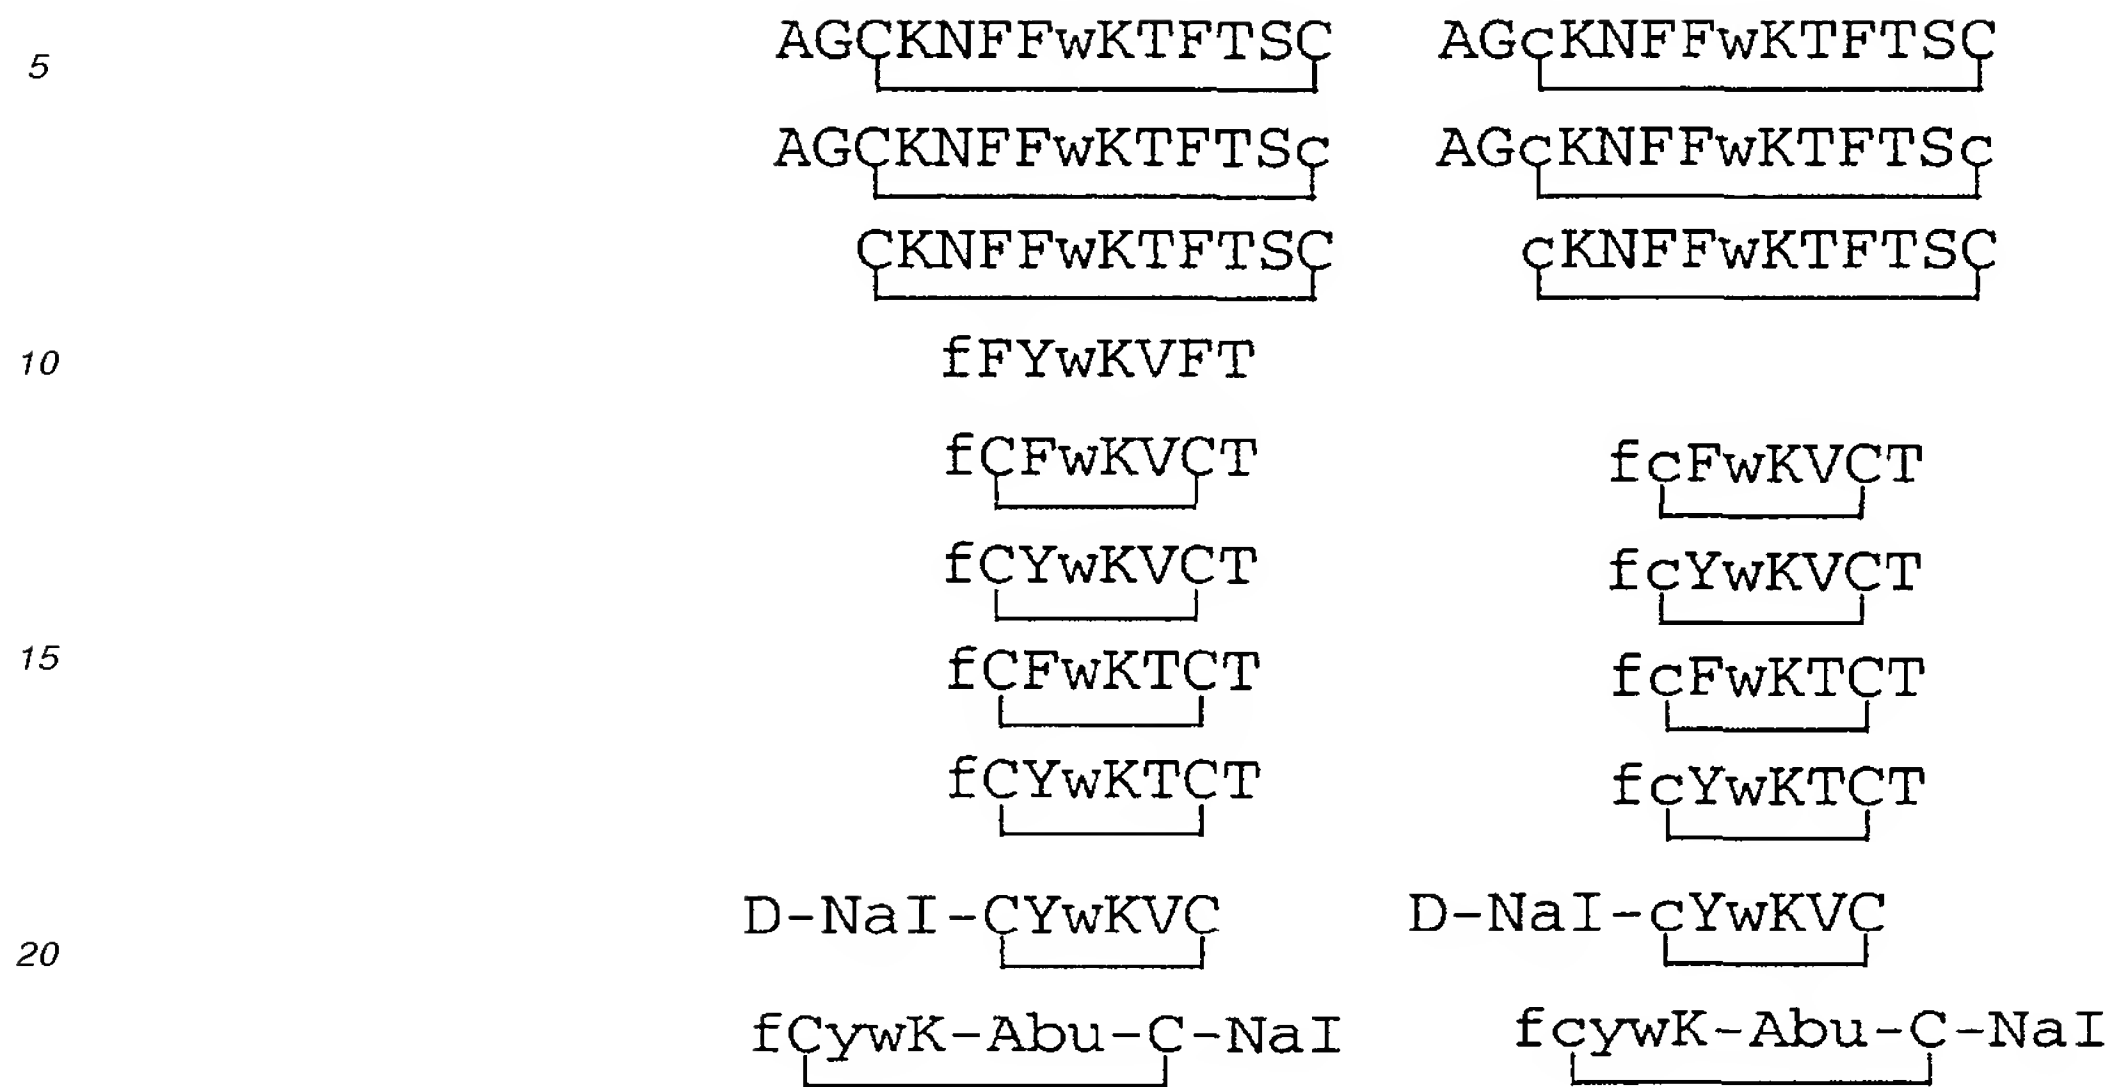 5 AGCKNFFwKTFTSC AGcKNFFwKTFTSC
AGCKNFFwKTFTSc AGcKNFFwKTFTSc
CKNFFwKTFTSC cKNFFwKTFTSC
10 fFYwKVFT
fCFwKVCT fcFwKVCT
fCYwKVCT fcYwKVCT
15 fCFwKTCT fcFwKTCT
fCYwKTCT fcYwKTCT
D-NaI-CYwKVC D-NaI-cYwKVC
20
fCywK-Abu-C-NaI fcywK-Abu-C-NaI